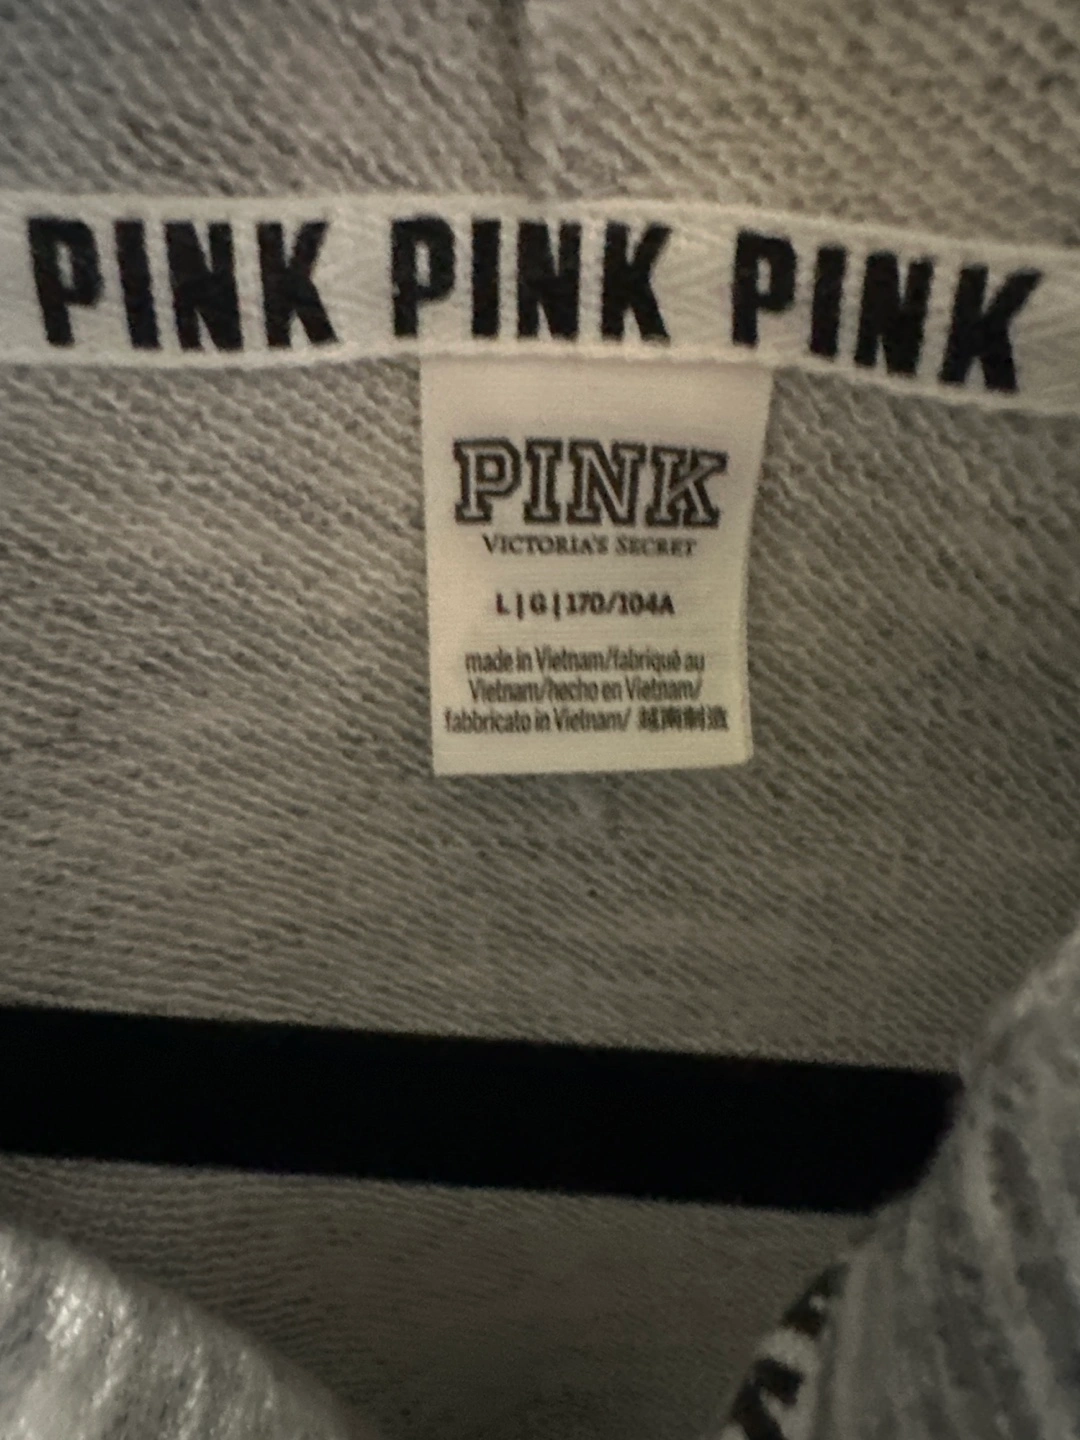 PINK PINK PINK
PINK
VICTORIA'S SECRET
L | G | 170/104A
made in Vietnam/fabriqué au
Vietnam/hecho en Vietnam/
fabbricato in Vietnam/ 越南制造